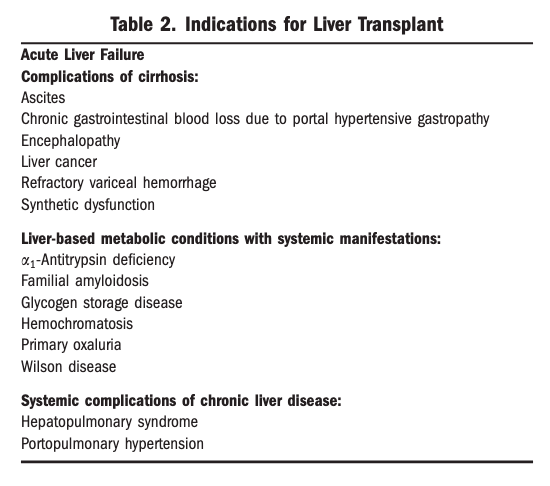 Table 2. Indications for Liver Transplant
Acute Liver Failure
Complications of cirrhosis:
Ascites
Chronic gastrointestinal blood loss due to portal hypertensive gastropathy
Encephalopathy
Liver cancer
Refractory variceal hemorrhage
Synthetic dysfunction
Liver-based metabolic conditions with systemic manifestations:
α₁-Antitrypsin deficiency
Familial amyloidosis
Glycogen storage disease
Hemochromatosis
Primary oxaluria
Wilson disease
Systemic complications of chronic liver disease:
Hepatopulmonary syndrome
Portopulmonary hypertension